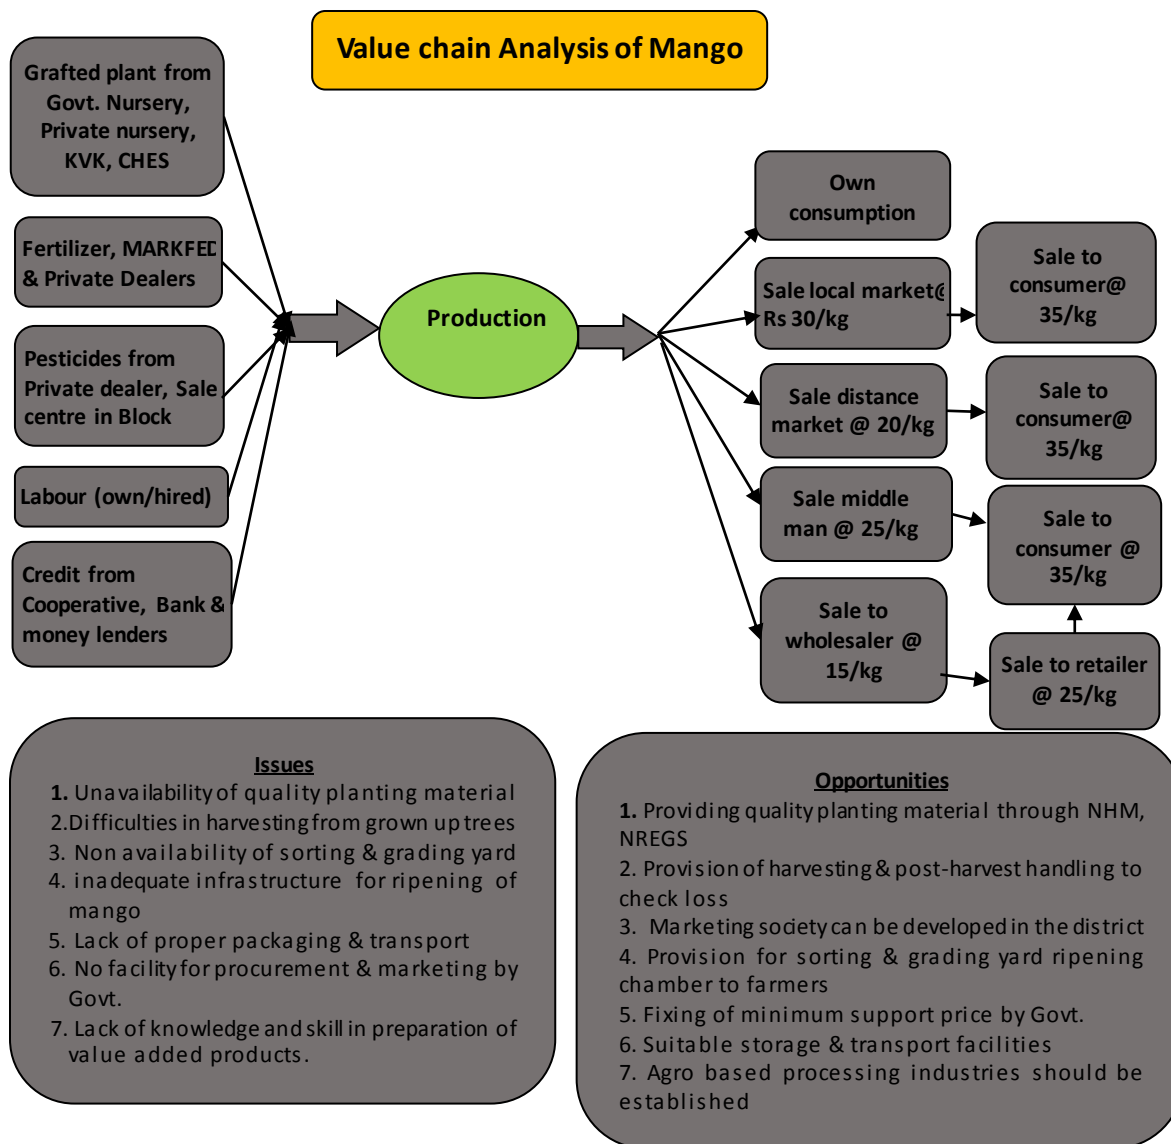 Value chain Analysis of Mango
Grafted plant from
Govt. Nursery,
Private nursery,
KVK, CHES
Fertilizer, MARKFED
& Private Dealers
Pesticides from
Private dealer, Sale
centre in Block
Labour (own/hired)
Credit from
Cooperative, Bank &
money lenders
Production
Own
consumption
Sale local market@
Rs 30/kg
Sale to
consumer@
35/kg
Sale distance
market @ 20/kg
Sale to
consumer@
35/kg
Sale middle
man @ 25/kg
Sale to
consumer @
35/kg
Sale to
wholesaler @
15/kg
Sale to retailer
@ 25/kg
Issues
1. Unavailability of quality planting material
2.Difficulties in harvesting from grown up trees
3. Non availability of sorting & grading yard
4. inadequate infrastructure for ripening of
mango
5. Lack of proper packaging & transport
6. No facility for procurement & marketing by
Govt.
7. Lack of knowledge and skill in preparation of
value added products.
Opportunities
1. Providing quality planting material through NHM,
NREGS
2. Provision of harvesting & post-harvest handling to
check loss
3. Marketing society can be developed in the district
4. Provision for sorting & grading yard ripening
chamber to farmers
5. Fixing of minimum support price by Govt.
6. Suitable storage & transport facilities
7. Agro based processing industries should be
established